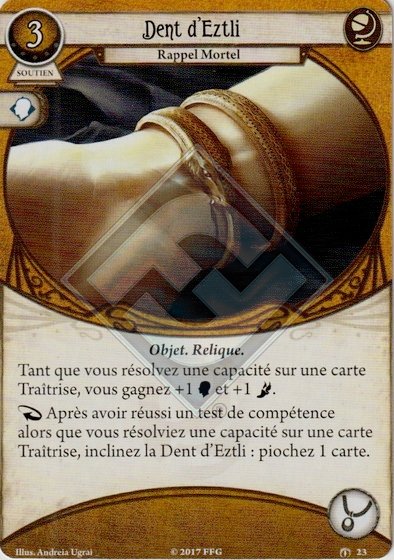 3
Dent d'Eztli
SOUTIEN
Rappel Mortel
Objet. Relique.
Tant que vous résolvez une capacité sur une carte
Traîtrise, vous gagnez +1 et +1 .
Après avoir réussi un test de compétence
alors que vous résolviez une capacité sur une carte
Traîtrise, inclinez la Dent d'Eztli : piochez 1 carte.
Illus. Andreia Ugrai
© 2017 FFG
23